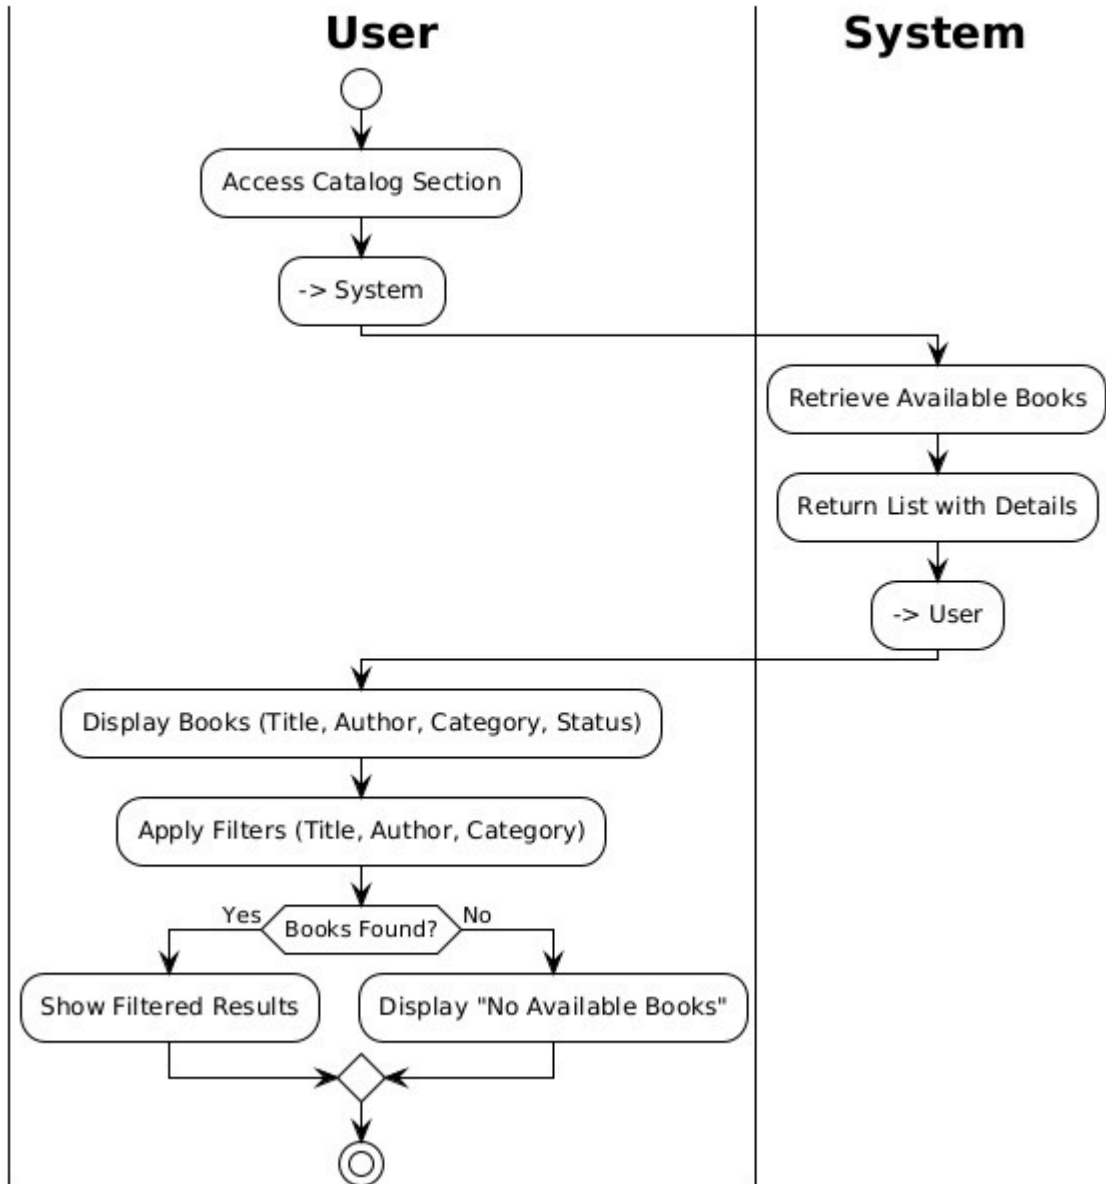 User
System
Access Catalog Section
-> System
Retrieve Available Books
Return List with Details
-> User
Display Books (Title, Author, Category, Status)
Apply Filters (Title, Author, Category)
Yes
Books Found?
No
Show Filtered Results
Display "No Available Books"